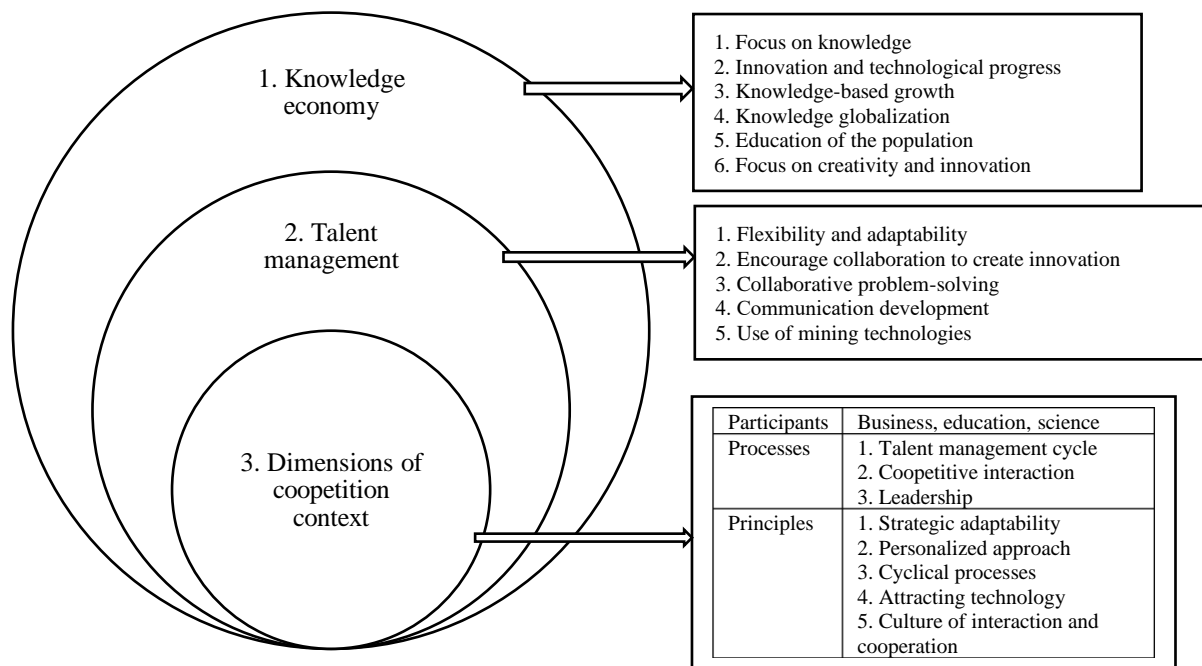 1. Knowledge
economy
1. Focus on knowledge
2. Innovation and technological progress
3. Knowledge-based growth
4. Knowledge globalization
5. Education of the population
6. Focus on creativity and innovation
2. Talent
management
1. Flexibility and adaptability
2. Encourage collaboration to create innovation
3. Collaborative problem-solving
4. Communication development
5. Use of mining technologies
3. Dimensions of
coopetition
context
Participants Business, education, science
Processes 1. Talent management cycle
2. Coopetitive interaction
3. Leadership
Principles 1. Strategic adaptability
2. Personalized approach
3. Cyclical processes
4. Attracting technology
5. Culture of interaction and
cooperation